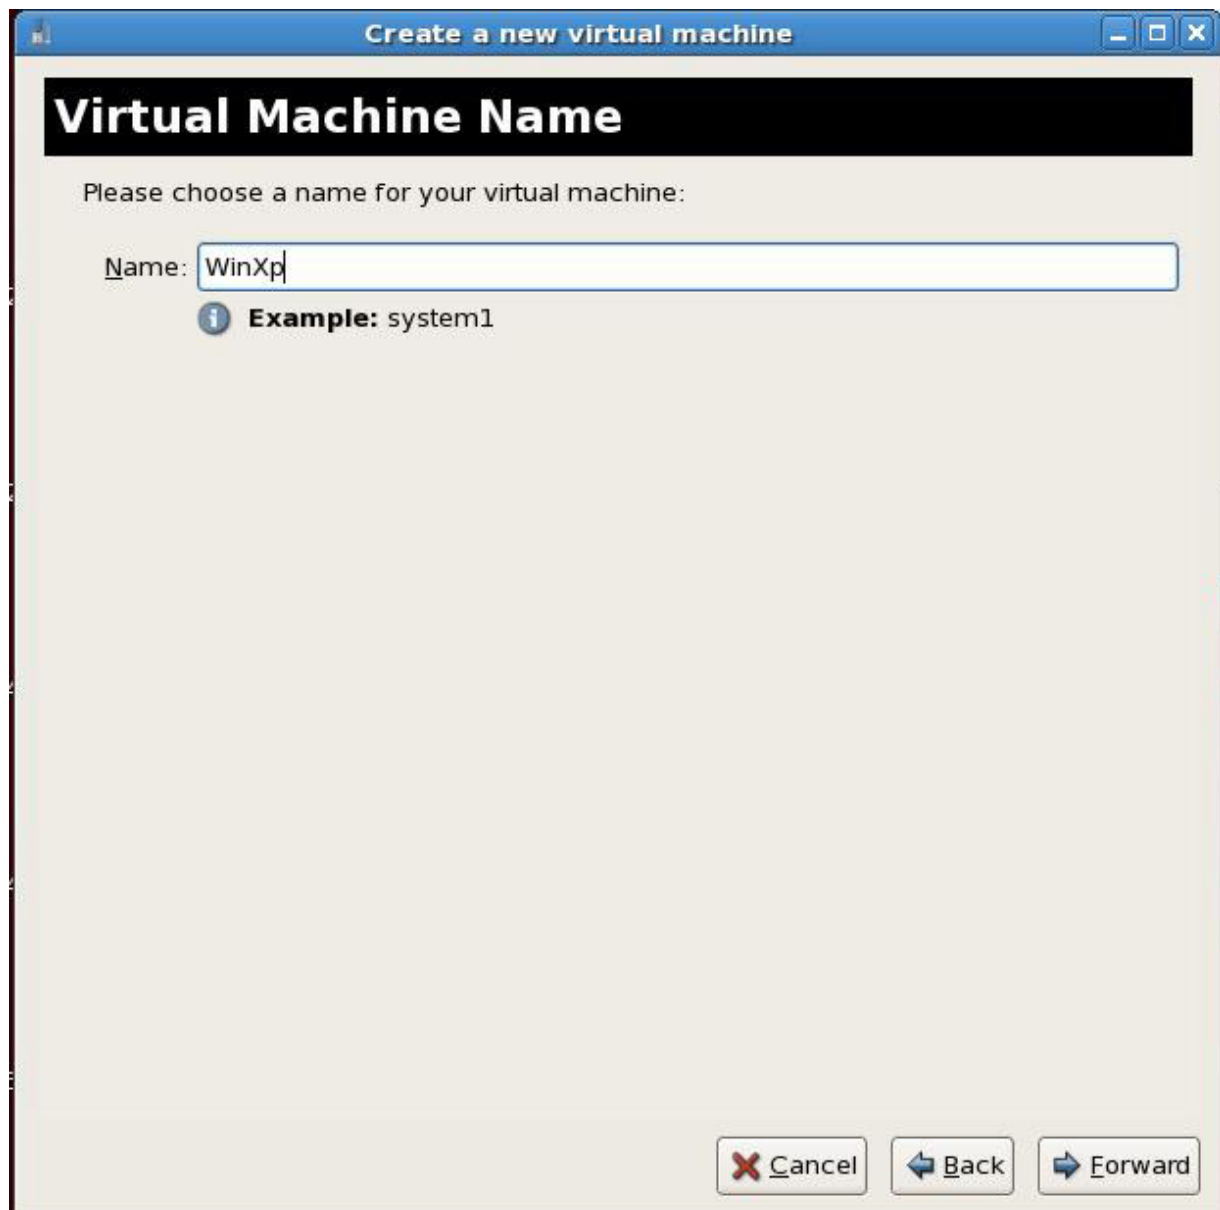 Create a new virtual machine
Virtual Machine Name
Please choose a name for your virtual machine:
Name: WinXp
Example: system1
Cancel Back Forward